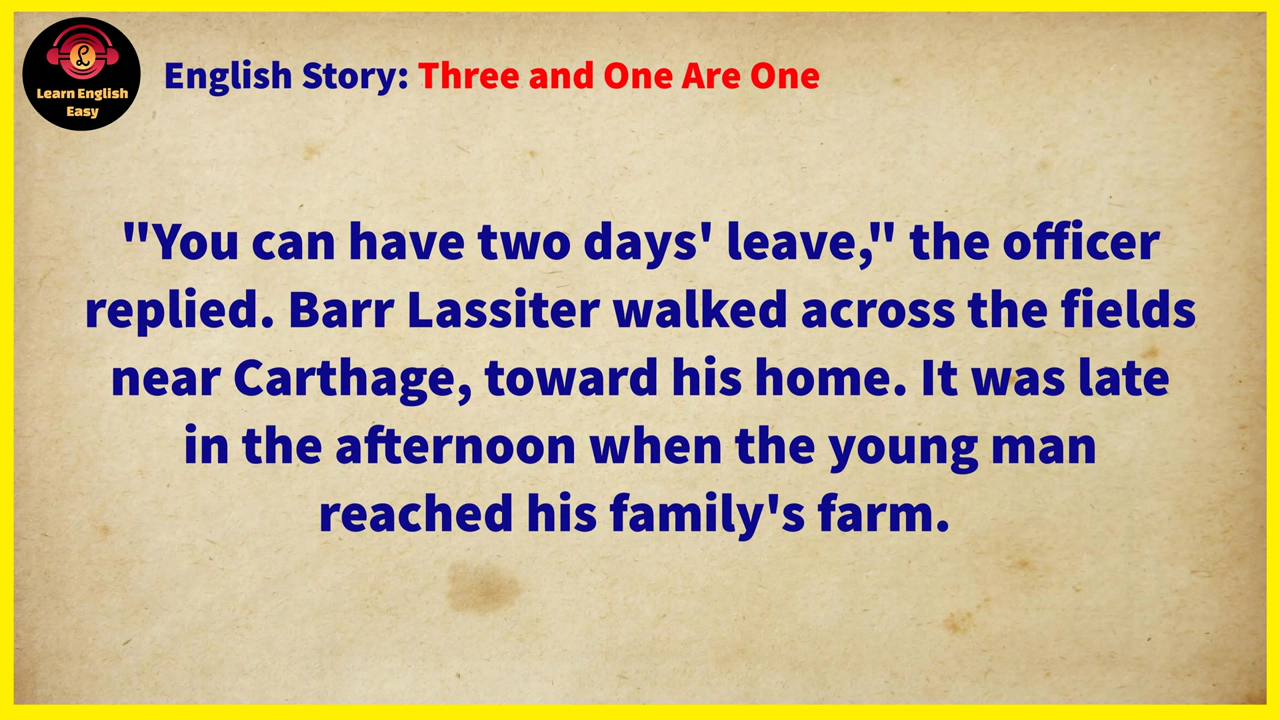 Learn English
Easy
English Story: Three and One Are One
"You can have two days' leave," the officer
replied. Barr Lassiter walked across the fields
near Carthage, toward his home. It was late
in the afternoon when the young man
reached his family's farm.